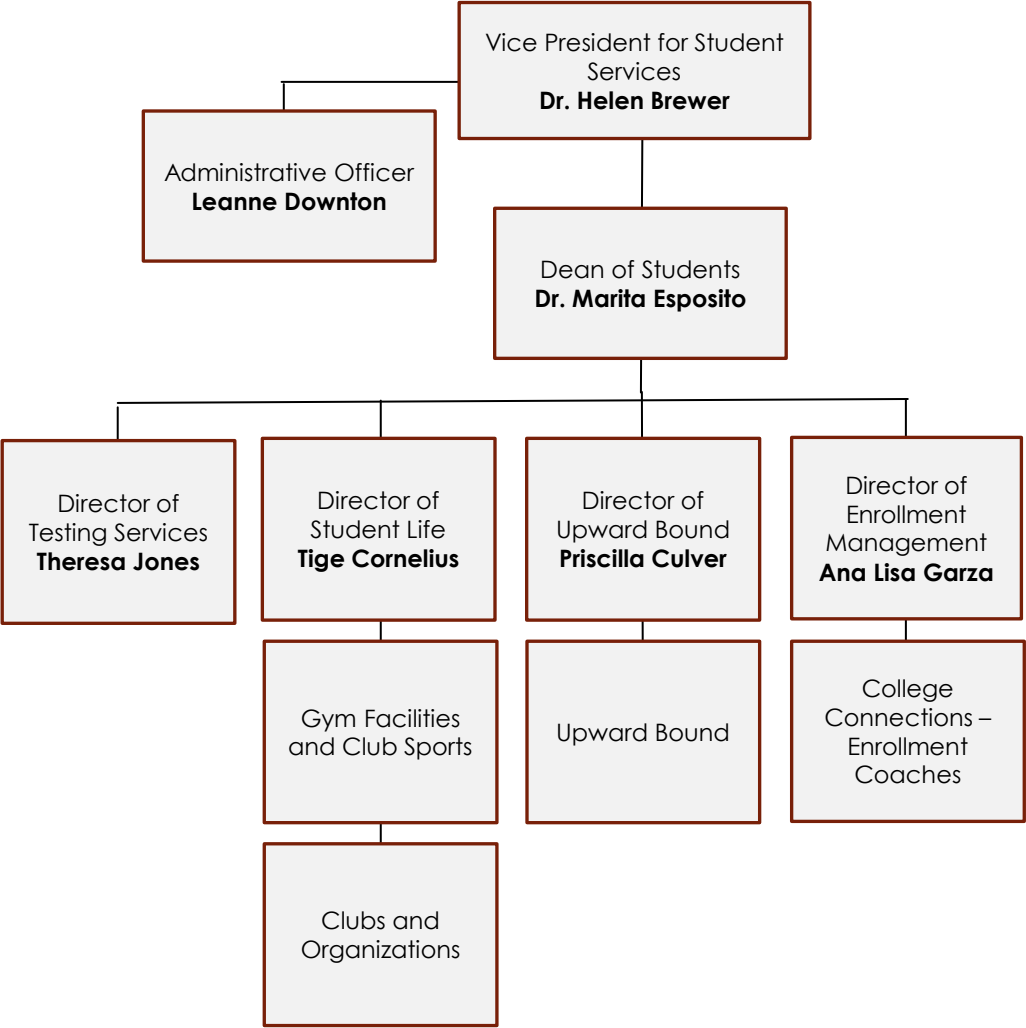 Vice President for Student
Services
Dr. Helen Brewer
Administrative Officer
Leanne Downton
Dean of Students
Dr. Marita Esposito
Director of
Testing Services
Theresa Jones
Director of
Student Life
Tige Cornelius
Director of
Upward Bound
Priscilla Culver
Director of
Enrollment
Management
Ana Lisa Garza
Gym Facilities
and Club Sports
Upward Bound
College
Connections –
Enrollment
Coaches
Clubs and
Organizations